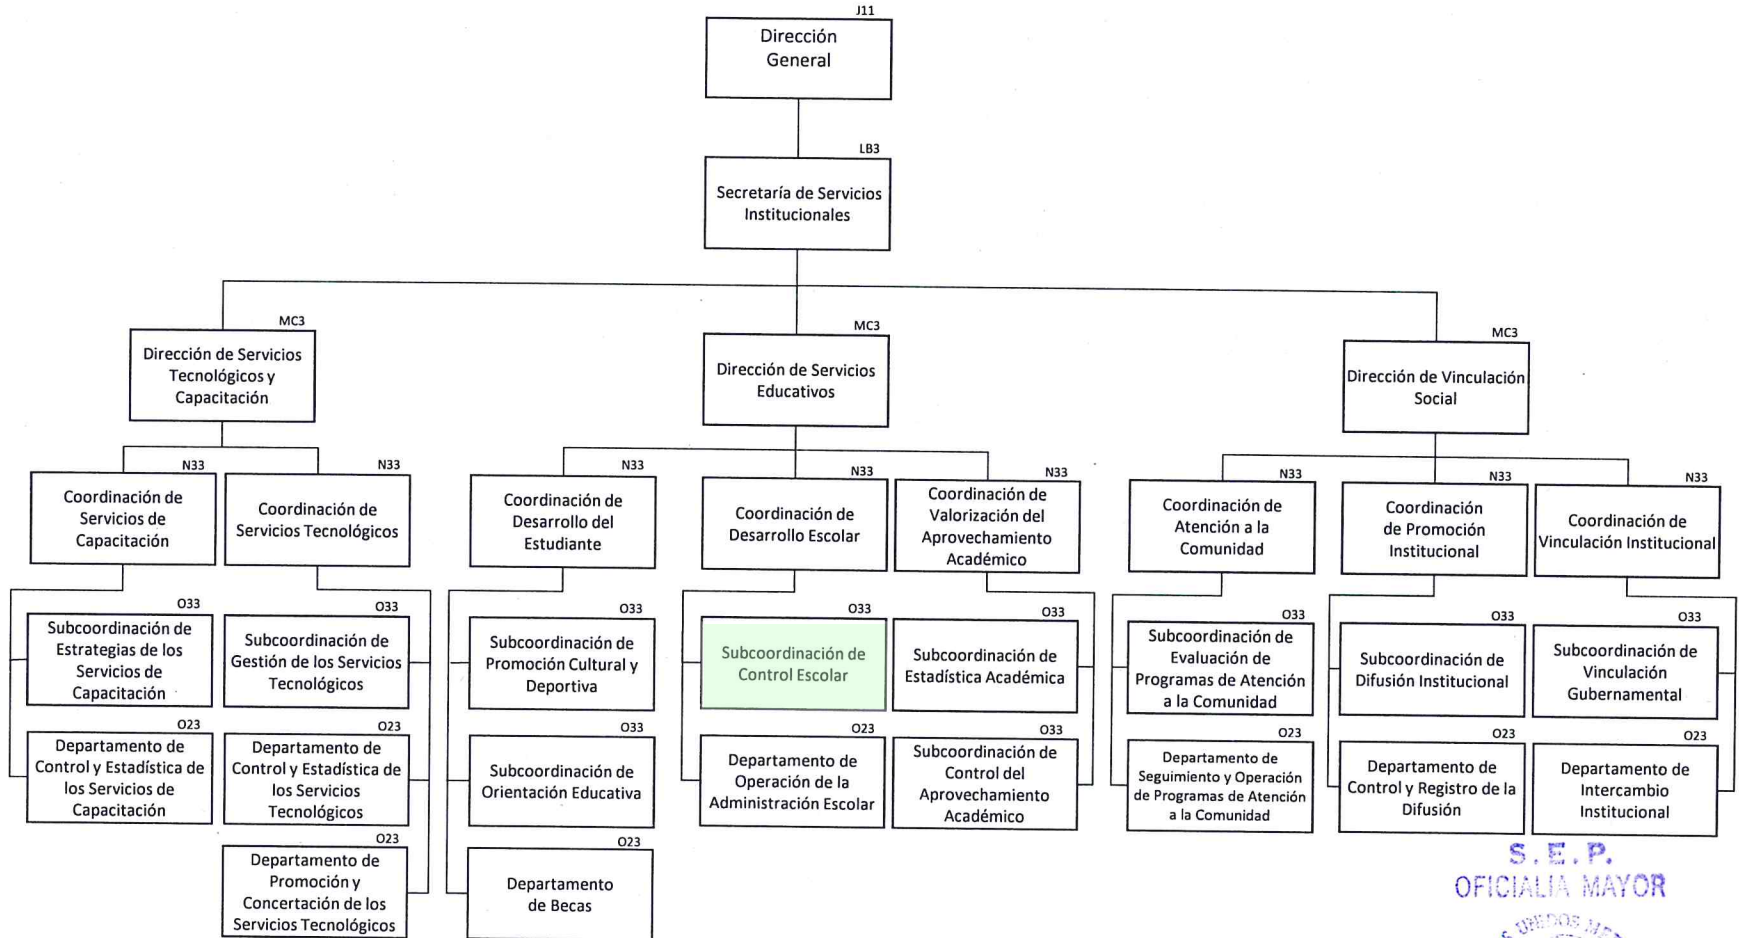 J11
Dirección
General
LB3
Secretaría de Servicios
Institucionales
MC3
Dirección de Servicios
Tecnológicos y
Capacitación
MC3
Dirección de Servicios
Educativos
MC3
Dirección de Vinculación
Social
N33
Coordinación de
Servicios de
Capacitación
N33
Coordinación de
Servicios Tecnológicos
N33
Coordinación de
Desarrollo del
Estudiante
N33
Coordinación de
Desarrollo Escolar
N33
Coordinación de
Valorización del
Aprovechamiento
Académico
N33
Coordinación de
Atención a la
Comunidad
N33
Coordinación
de Promoción
Institucional
N33
Coordinación de
Vinculación Institucional
O33
Subcoordinación de
Estrategias de los
Servicios de
Capacitación
O33
Subcoordinación de
Gestión de los Servicios
Tecnológicos
O33
Subcoordinación de
Promoción Cultural y
Deportiva
O33
Subcoordinación de
Control Escolar
O33
Subcoordinación de
Estadística Académica
O33
Subcoordinación de
Evaluación de
Programas de Atención
a la Comunidad
O33
Subcoordinación de
Difusión Institucional
O33
Subcoordinación de
Vinculación
Gubernamental
O23
Departamento de
Control y Estadística de
los Servicios de
Capacitación
O23
Departamento de
Control y Estadística de
los Servicios
Tecnológicos
O33
Subcoordinación de
Orientación Educativa
O23
Departamento de
Operación de la
Administración Escolar
O33
Subcoordinación de
Control del
Aprovechamiento
Académico
O23
Departamento de
Seguimiento y Operación
de Programas de Atención
a la Comunidad
O23
Departamento de
Control y Registro de la
Difusión
O23
Departamento de
Intercambio
Institucional
O23
Departamento de
Promoción y
Concertación de los
Servicios Tecnológicos
O23
Departamento
de Becas
S.E.P.
OFICIALIA MAYOR